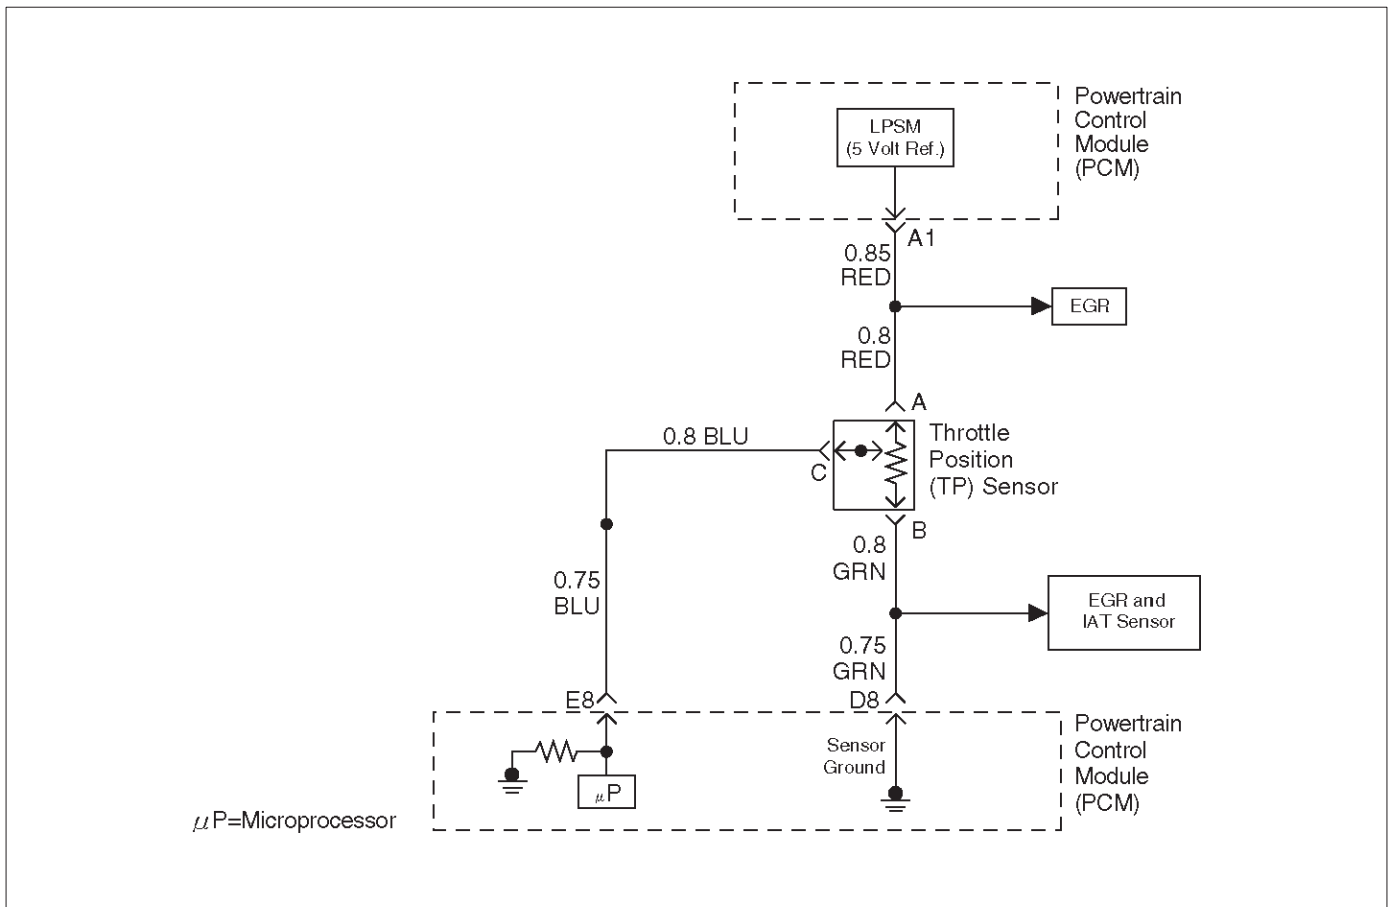 Powertrain
Control
Module
(PCM)
LPSM
(5 Volt Ref.)
A1
0.85
RED
EGR
0.8
RED
A
Throttle
Position
(TP) Sensor
0.8 BLU
C
B
0.8
GRN
0.75
BLU
EGR and
IAT Sensor
0.75
GRN
E8
D8
Powertrain
Control
Module
(PCM)
Sensor
Ground
μP
μP=Microprocessor